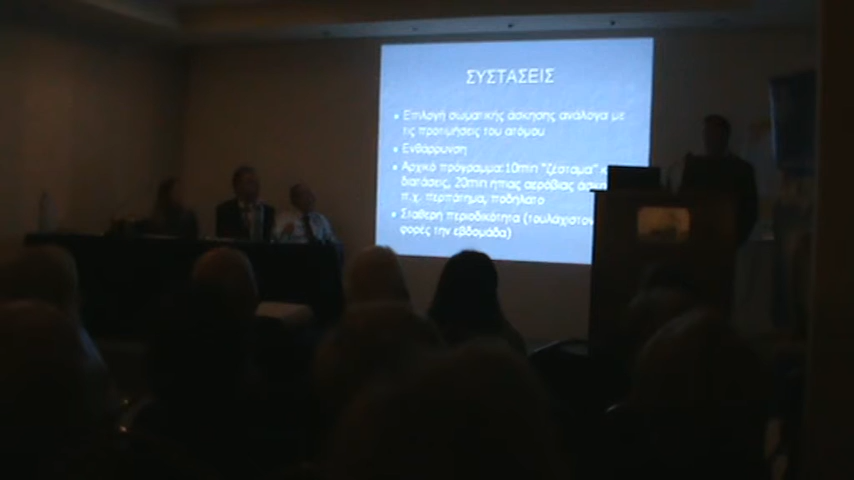 ΣΥΣΤΑΣΕΙΣ
Επιλογή σωματικής άσκησης ανάλογα με
τις προτιμήσεις του ατόμου
Ενθάρρυνση
Αρχικό πρόγραμμα:10min "ζέσταμα" κ
διατάσεις, 20min ήπιας αερόβιας άσκη
π.χ. περπάτημα, ποδήλατο
Σταθερή περιοδικότητα (τουλάχιστον
φορές την εβδομάδα)